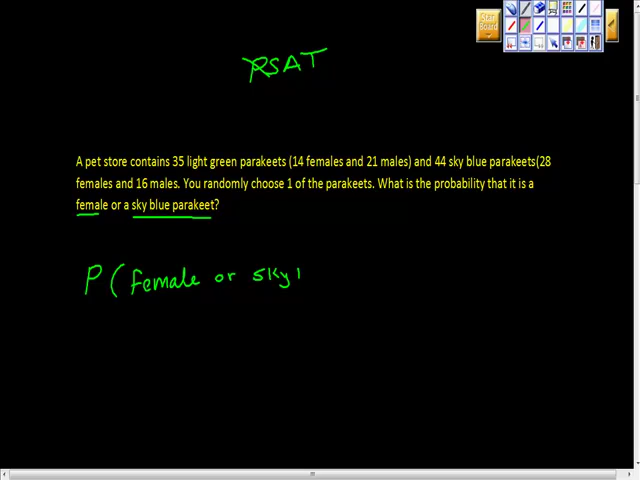 Star Board
PSAT
A pet store contains 35 light green parakeets (14 females and 21 males) and 44 sky blue parakeets(28
females and 16 males. You randomly choose 1 of the parakeets. What is the probability that it is a
female or a sky blue parakeet?
P(female or sky